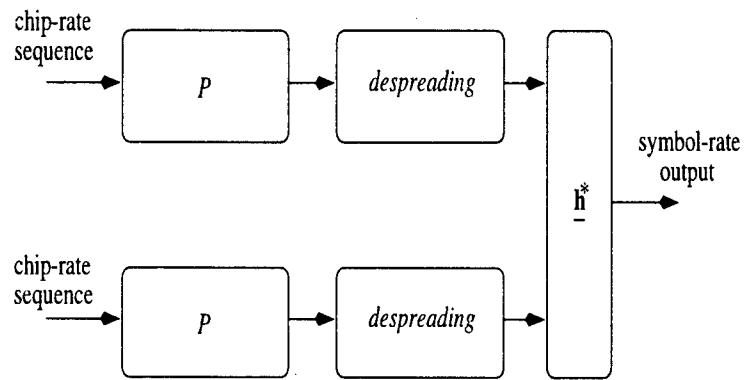 chip-rate
sequence
P
despreading
h*
symbol-rate
output
chip-rate
sequence
P
despreading